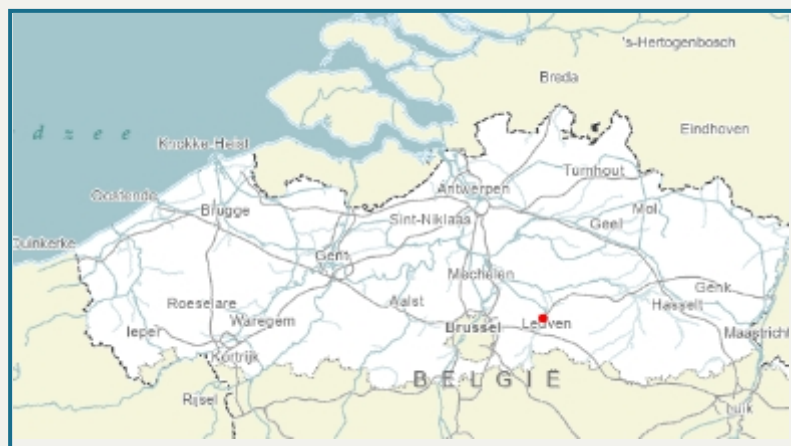 's-Hertogenbosch
Breda
d z e e
Eindhoven
Knokke-Heist
Turnhout
Oostende
Antwerpen
Brugge
Mol
Sint-Niklaas
Geel
Duinkerke
Gent
Mechelen
Genk
Roeselare
Aalst
Hasselt
Ieper
Waregem
Brussel
Leuven
Maastricht
Kortrijk
BELGIË
Rijsel
Luik